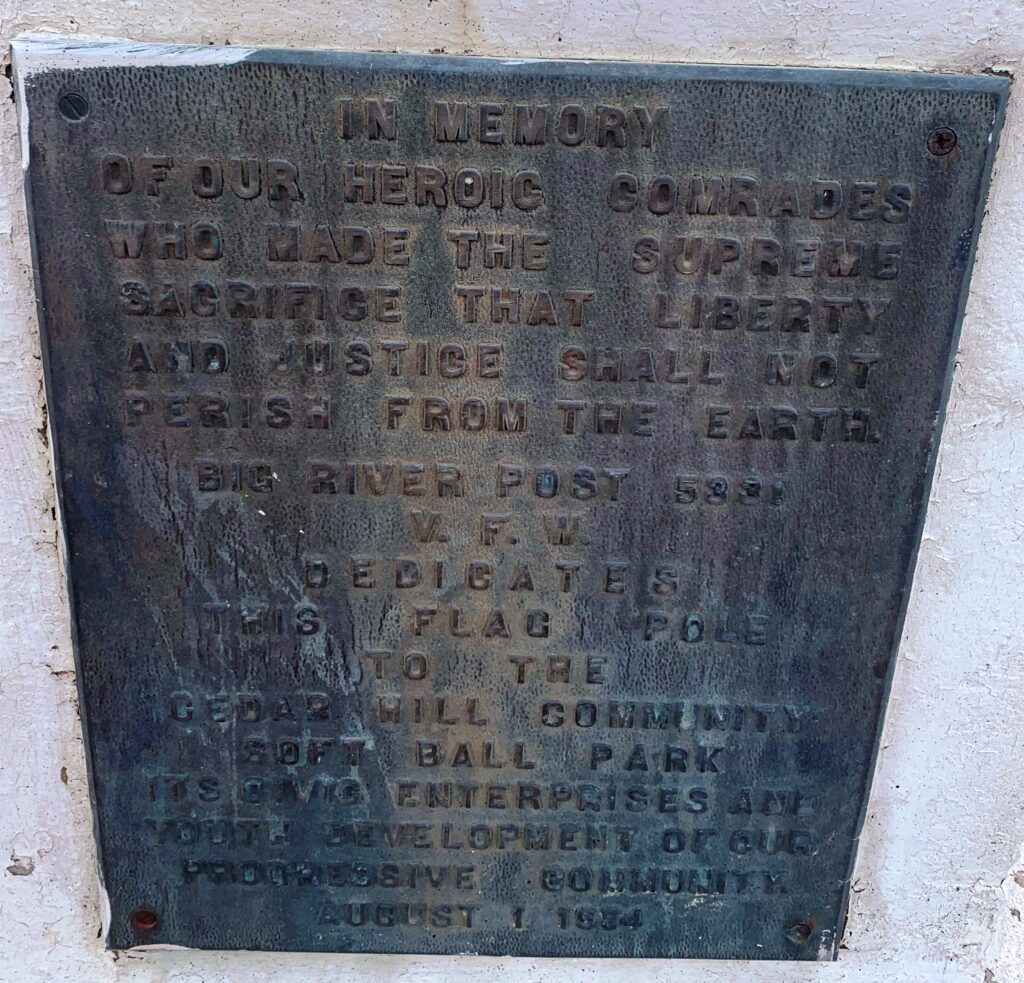 IN MEMORY
OF OUR HEROIC COMRADES
WHO MADE THE SUPREME
SACRIFICE THAT LIBERTY
AND JUSTICE SHALL NOT
PERISH FROM THE EARTH.
BIG RIVER POST 5331
V. F. W.
DEDICATES
THIS FLAG POLE
TO THE
CEDAR HILL COMMUNITY
SOFT BALL PARK
ITS CIVIC ENTERPRISES AND
YOUTH DEVELOPMENT OF OUR
PROGRESSIVE COMMUNITY.
AUGUST 1 1954